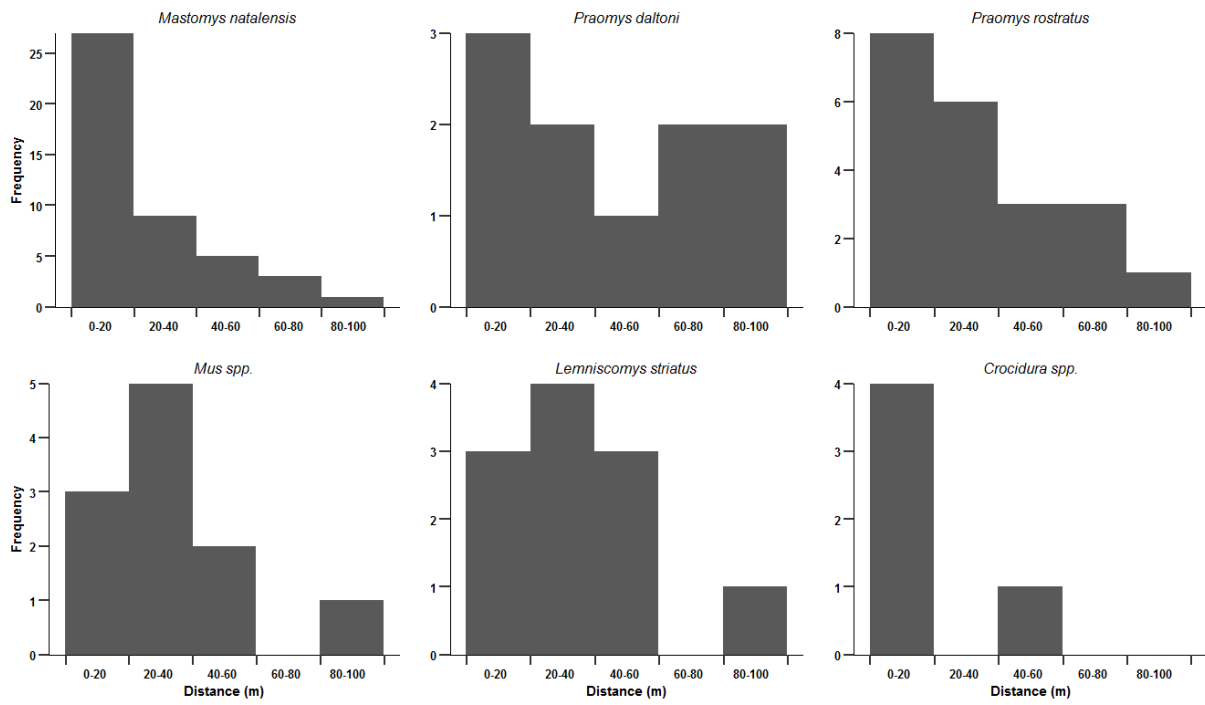 Mastomys natalensis
Praomys daltoni
Praomys rostratus
Frequency
25
20
15
10
5
0
0-20 20-40 40-60 60-80 80-100
3
2
1
0
0-20 20-40 40-60 60-80 80-100
8
6
4
2
0
0-20 20-40 40-60 60-80 80-100
Mus spp.
Lemniscomys striatus
Crocidura spp.
Frequency
5
4
3
2
1
0
0-20 20-40 40-60 60-80 80-100
Distance (m)
4
3
2
1
0
0-20 20-40 40-60 60-80 80-100
Distance (m)
4
3
2
1
0
0-20 20-40 40-60 60-80 80-100
Distance (m)